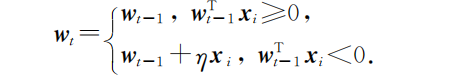 w_t = { w_{t-1}, w_{t-1}^T x_i ⩾ 0,
w_{t-1} + η x_i, w_{t-1}^T x_i < 0.